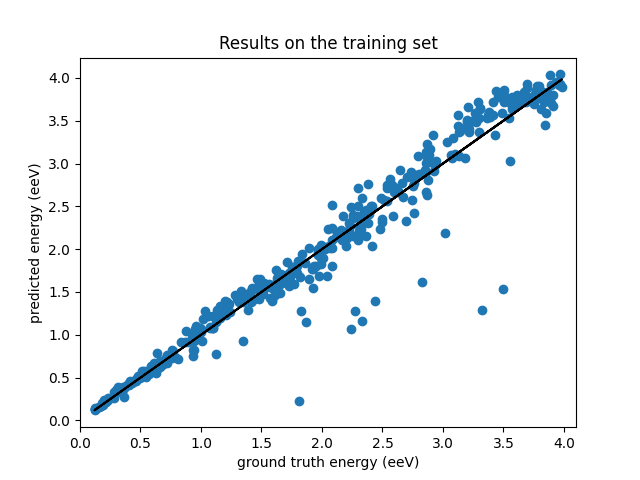 Results on the training set
predicted energy (eeV)
4.0
3.5
3.0
2.5
2.0
1.5
1.0
0.5
0.0
0.0 0.5 1.0 1.5 2.0 2.5 3.0 3.5 4.0
ground truth energy (eeV)